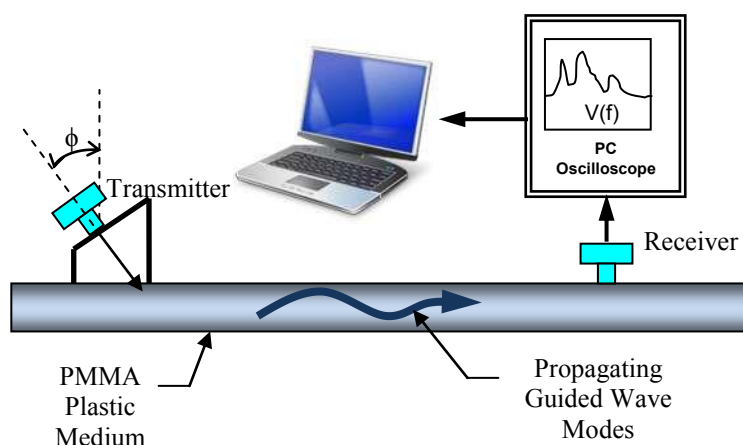 ϕ
Transmitter
V(f)
PC
Oscilloscope
Receiver
PMMA
Plastic
Medium
Propagating
Guided Wave
Modes